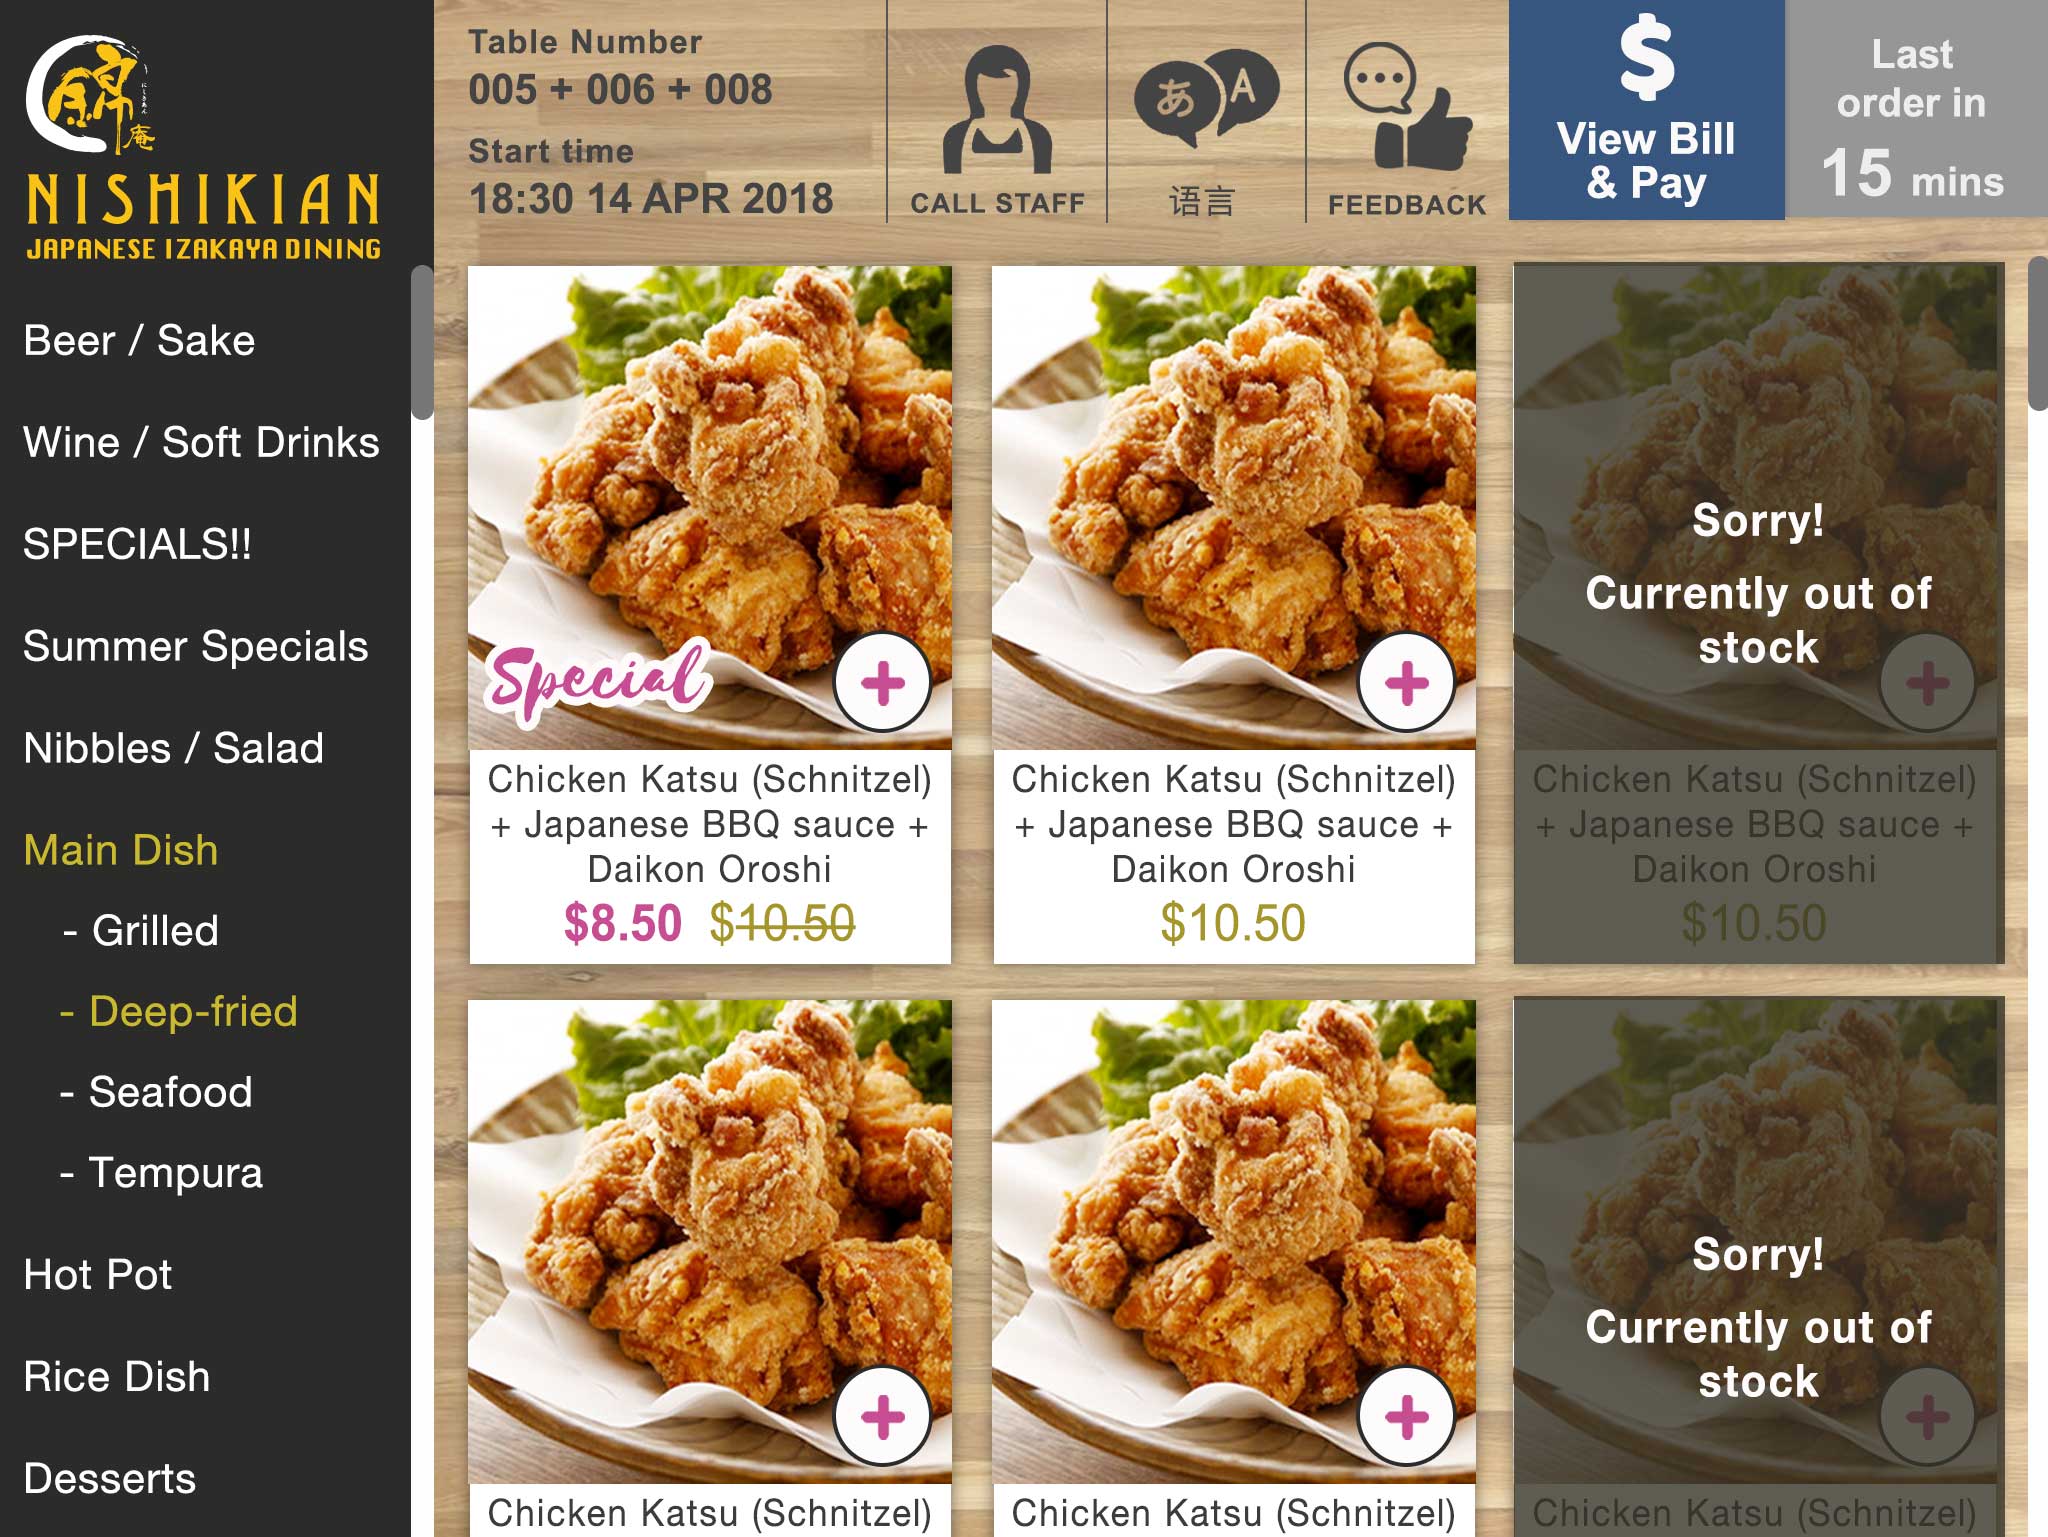 錦
にしきあん
庵
NISHIKIAN
JAPANESE IZAKAYA DINING
Beer / Sake
Wine / Soft Drinks
SPECIALS!!
Summer Specials
Nibbles / Salad
Main Dish
- Grilled
- Deep-fried
- Seafood
- Tempura
Hot Pot
Rice Dish
Desserts
Table Number
005 + 006 + 008
Start time
18:30 14 APR 2018
CALL STAFF
あ A
语言
FEEDBACK
$
View Bill
& Pay
Last
order in
15 mins
Special
+
Chicken Katsu (Schnitzel)
+ Japanese BBQ sauce +
Daikon Oroshi
$8.50 $10.50
+
Chicken Katsu (Schnitzel)
+ Japanese BBQ sauce +
Daikon Oroshi
$10.50
Sorry!
Currently out of
stock
+
Chicken Katsu (Schnitzel)
+ Japanese BBQ sauce +
Daikon Oroshi
$10.50
+
Chicken Katsu (Schnitzel)
+
Chicken Katsu (Schnitzel)
Sorry!
Currently out of
stock
+
Chicken Katsu (Schnitzel)